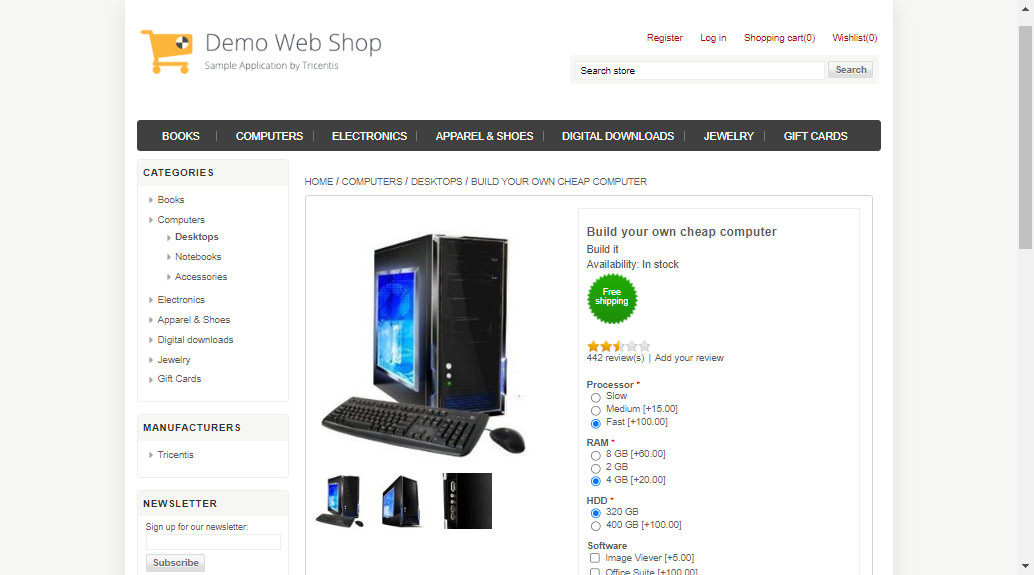 Demo Web Shop
Sample Application by Tricentis
Register Log in Shopping cart(0) Wishlist(0)
Search store Search
BOOKS COMPUTERS ELECTRONICS APPAREL & SHOES DIGITAL DOWNLOADS JEWELRY GIFT CARDS
CATEGORIES
Books
Computers
Desktops
Notebooks
Accessories
Electronics
Apparel & Shoes
Digital downloads
Jewelry
Gift Cards
MANUFACTURERS
Tricentis
NEWSLETTER
Sign up for our newsletter:
Subscribe
HOME / COMPUTERS / DESKTOPS / BUILD YOUR OWN CHEAP COMPUTER
Build your own cheap computer
Build it
Availability: In stock
Free
shipping
442 review(s) | Add your review
Processor *
Slow
Medium [+15.00]
Fast [+100.00]
RAM *
8 GB [+60.00]
2 GB
4 GB [+20.00]
HDD *
320 GB
400 GB [+100.00]
Software
Image Viever [+5.00]
Office Suite [+100.00]